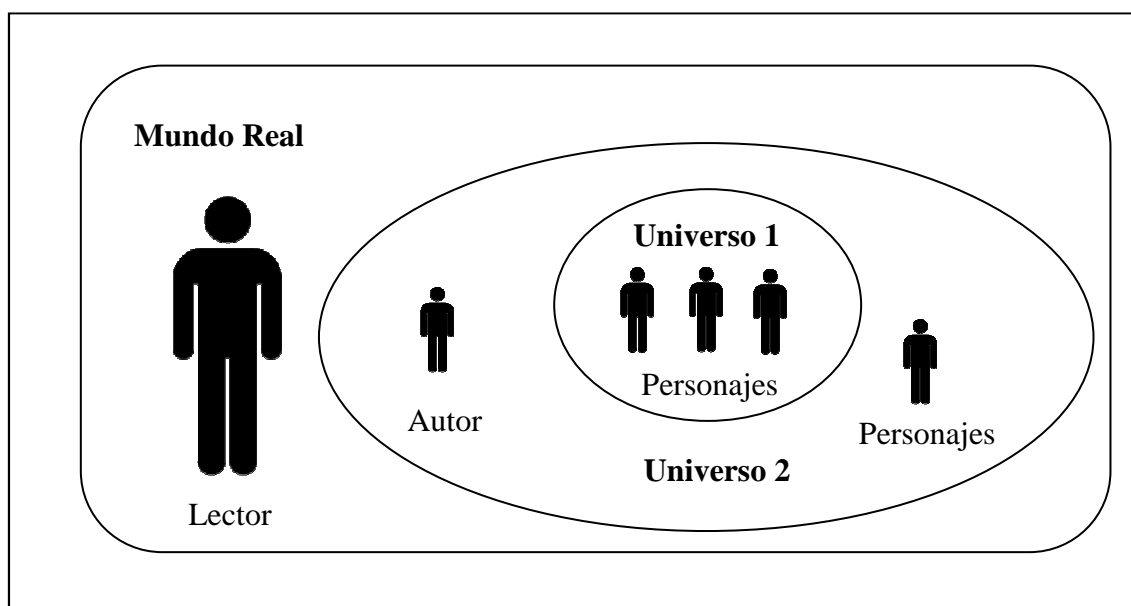 Mundo Real
Universo 1
Personajes
Autor
Personajes
Universo 2
Lector